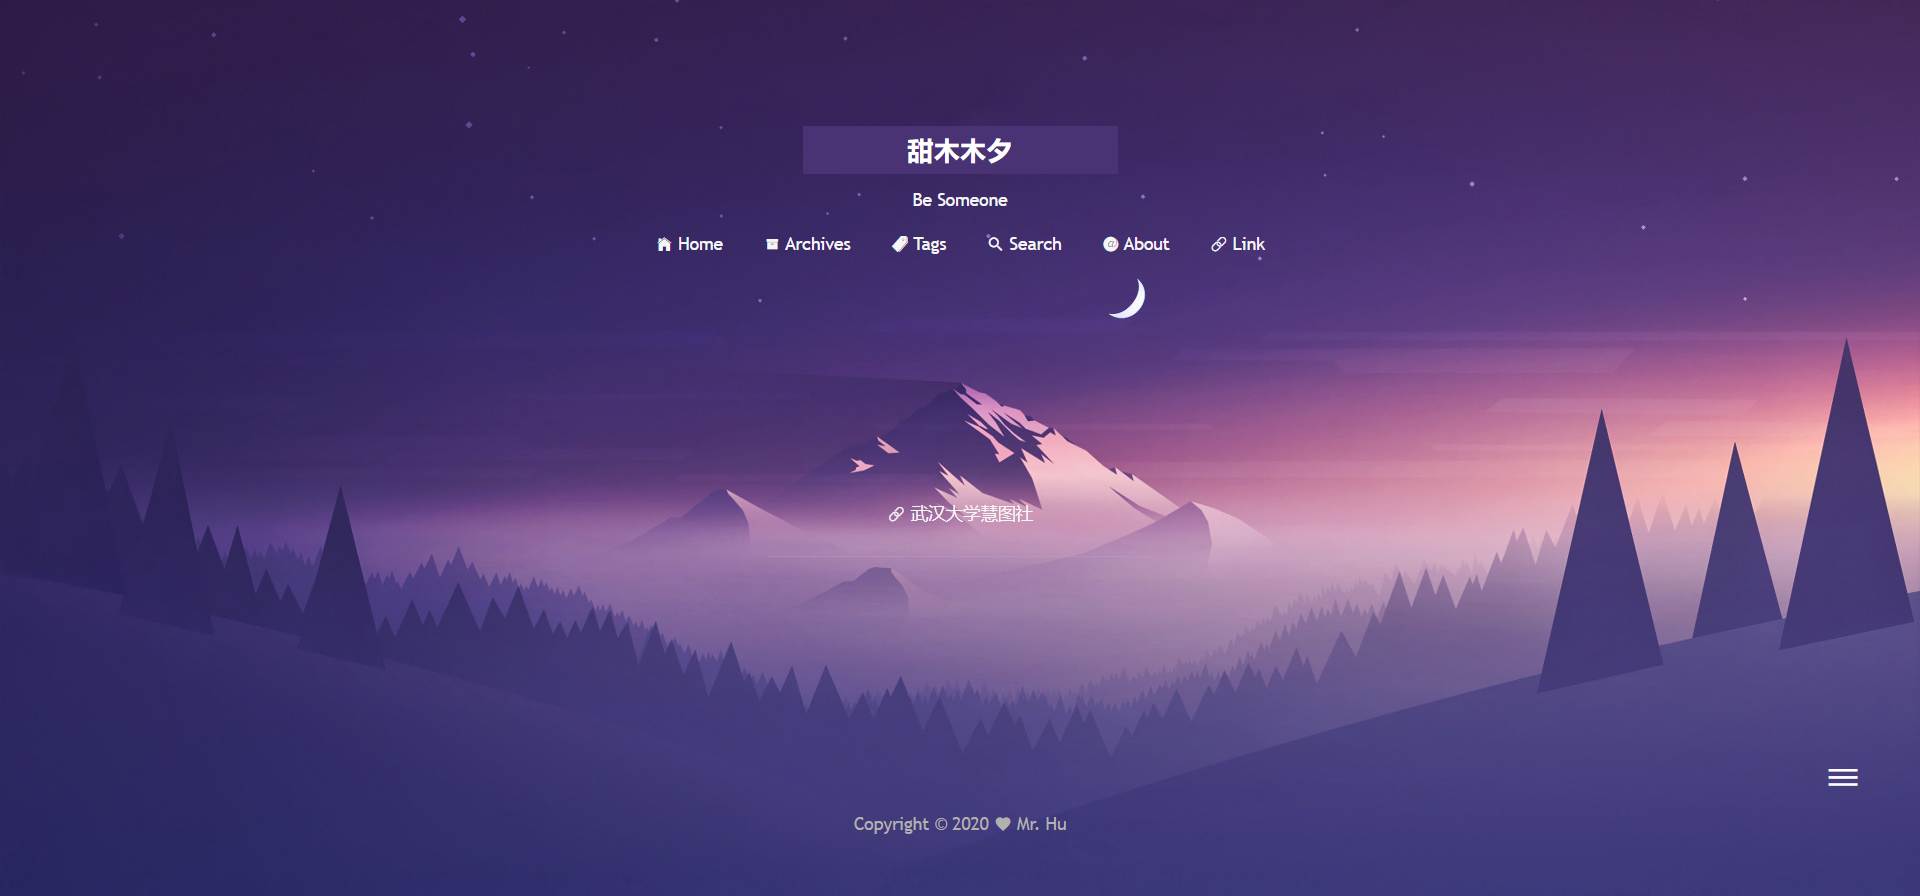 甜木木夕
Be Someone
Home Archives Tags Search About Link
武汉大学慧图社
Copyright © 2020 ♥ Mr. Hu